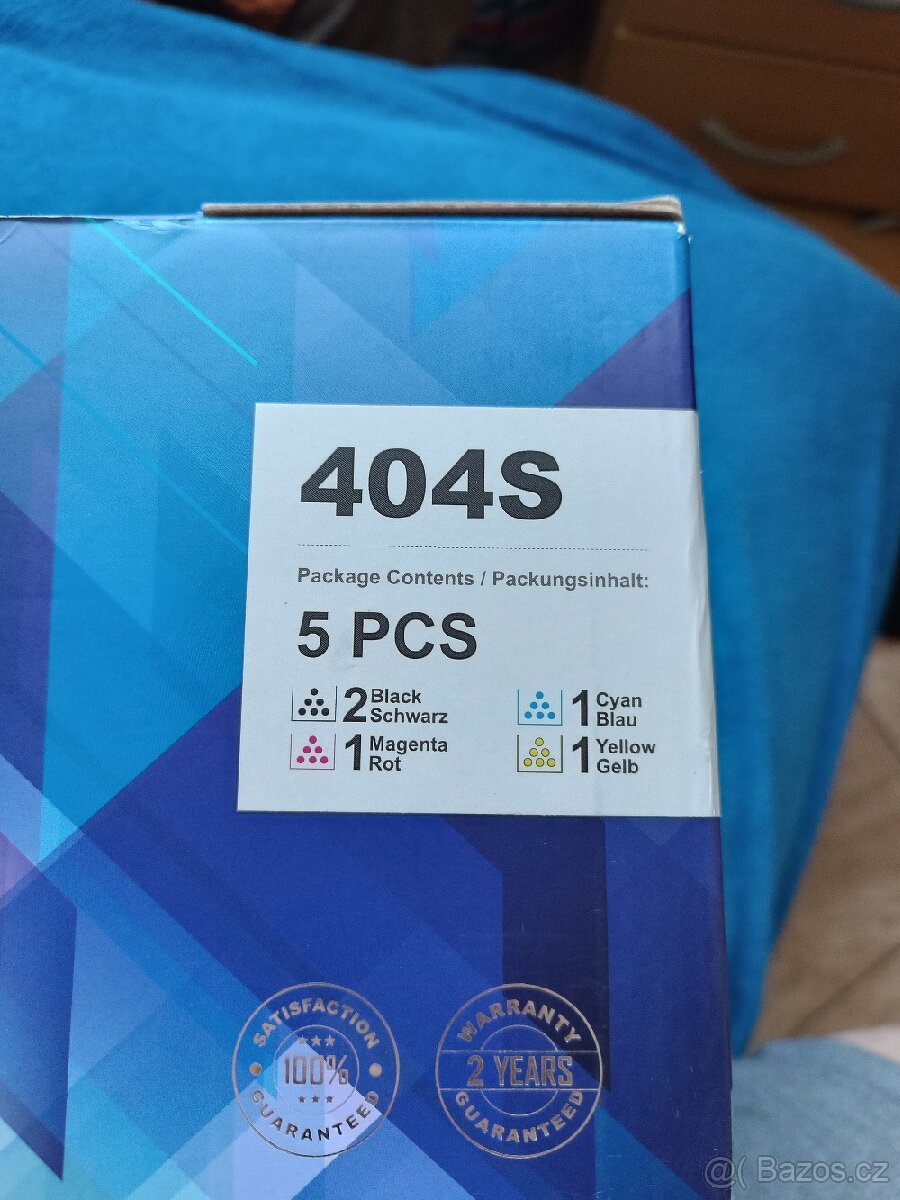 404S
Package Contents / Packungsinhalt:
5 PCS
2 Black Schwarz
1 Cyan Blau
1 Magenta Rot
1 Yellow Gelb
SATISFACTION
100%
GUARANTEED
WARRANTY
2 YEARS
GUARANTEED
@( Bazos.cz